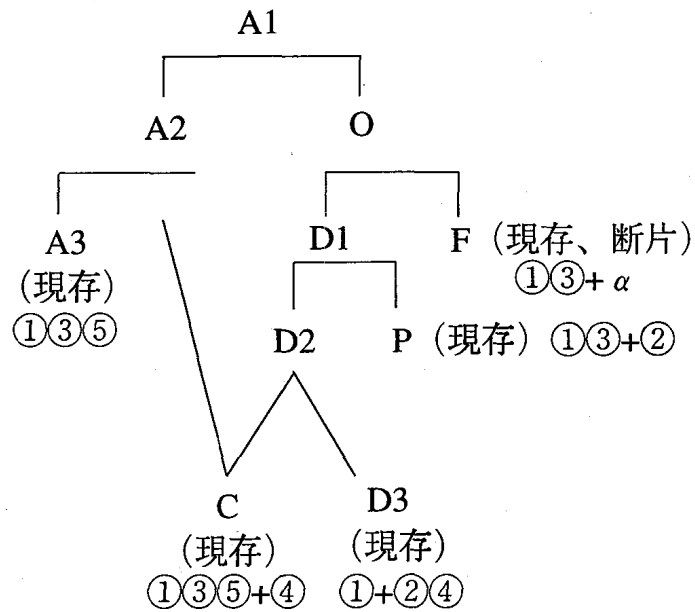 A1
A2 O
A3 D1 F（現存、断片）
（現存） ①③+ α
①③⑤ D2 P（現存）①③+②
C D3
（現存）（現存）
①③⑤+④ ①+②④